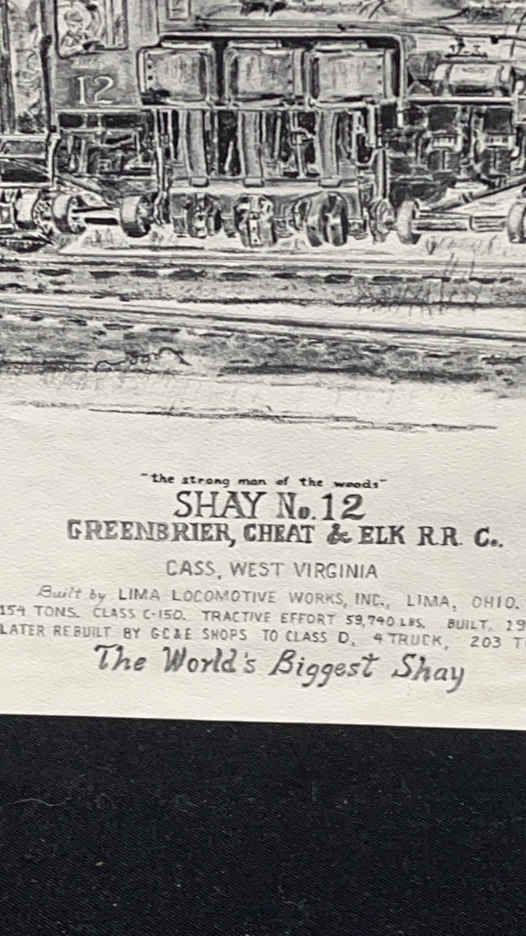 12
"the strong man of the woods"
SHAY No. 12
GREENBRIER, CHEAT & ELK R.R. Co.
CASS, WEST VIRGINIA
Built by LIMA LOCOMOTIVE WORKS, INC., LIMA, OHIO.
154 TONS. CLASS C-150. TRACTIVE EFFORT 59,740 LBS. BUILT, 19
LATER REBUILT BY GC&E SHOPS TO CLASS D, 4 TRUCK, 203 T
The World's Biggest Shay